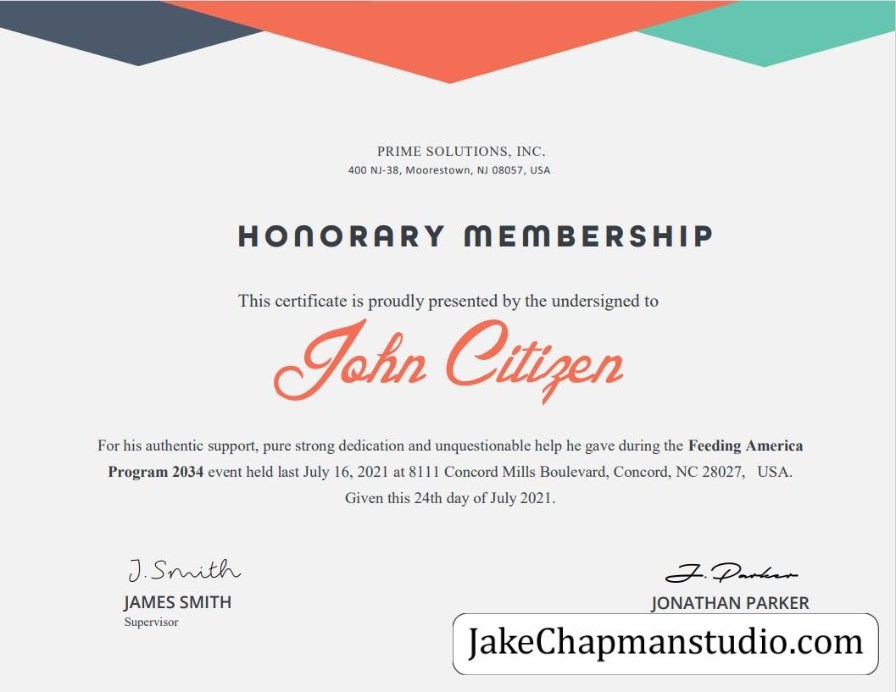 PRIME SOLUTIONS, INC.
400 NJ-38, Moorestown, NJ 08057, USA
HONORARY MEMBERSHIP
This certificate is proudly presented by the undersigned to
John Citizen
For his authentic support, pure strong dedication and unquestionable help he gave during the Feeding America
Program 2034 event held last July 16, 2021 at 8111 Concord Mills Boulevard, Concord, NC 28027, USA.
Given this 24th day of July 2021.
J. Smith
JAMES SMITH
Supervisor
J. Parker
JONATHAN PARKER
JakeChapmanstudio.com